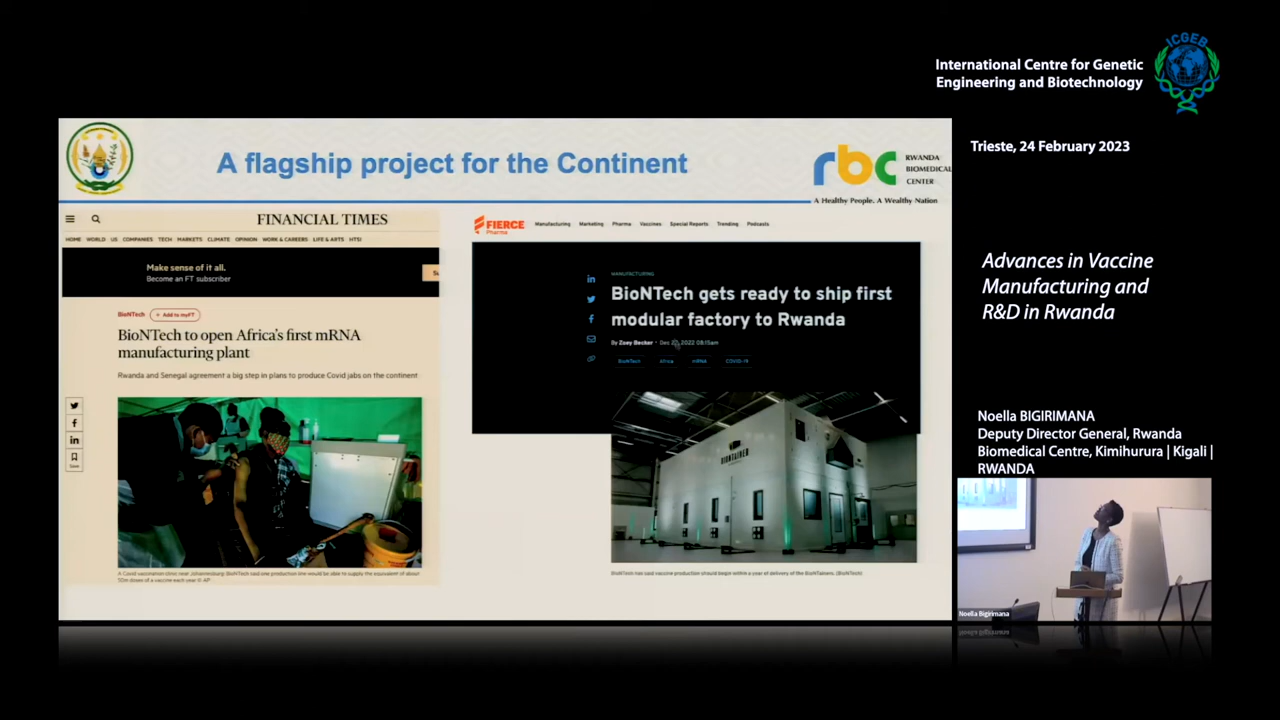 ICGEB
International Centre for Genetic
Engineering and Biotechnology
Trieste, 24 February 2023
A flagship project for the Continent
rbc
RWANDA
BIOMEDICAL
CENTER
A Healthy People. A Wealthy Nation
FINANCIAL TIMES
HOME WORLD US COMPANIES TECH MARKETS CLIMATE OPINION WORK & CAREERS LIFE & ARTS HTSI
Make sense of it all.
Become an FT subscriber
BioNTech + Add to myFT
BioNTech to open Africa's first mRNA
manufacturing plant
Rwanda and Senegal agreement a big step in plans to produce Covid jabs on the continent
Save
A Covid vaccination clinic near Johannesburg. BioNTech said one production line would be able to supply the equivalent of about
50m doses of a vaccine each year © AP
FIERCE
Pharma
Manufacturing Marketing Pharma Vaccines Special Reports Trending Podcasts
MANUFACTURING
BioNTech gets ready to ship first
modular factory to Rwanda
By Zoey Becker • Dec 2022 08:15am
BioNTech Africa mRNA COVID-19
BIONTAINER
BioNTech has said vaccine production should begin within a year of delivery of the BioNTainers. (BioNTech)
Advances in Vaccine
Manufacturing and
R&D in Rwanda
Noella BIGIRIMANA
Deputy Director General, Rwanda
Biomedical Centre, Kimihurura | Kigali |
RWANDA
Noella Bigirimana